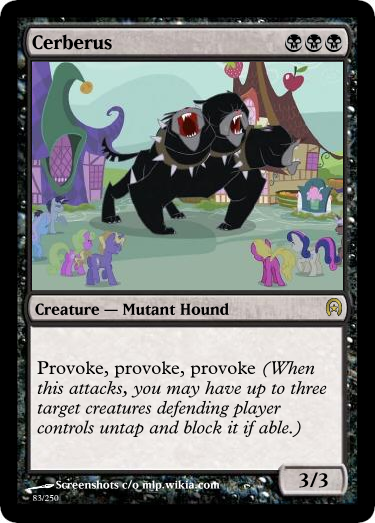 Cerberus
Creature — Mutant Hound
Provoke, provoke, provoke (When
this attacks, you may have up to three
target creatures defending player
controls untap and block it if able.)
Screenshots c/o mlp.wikia.com
83/250
3/3